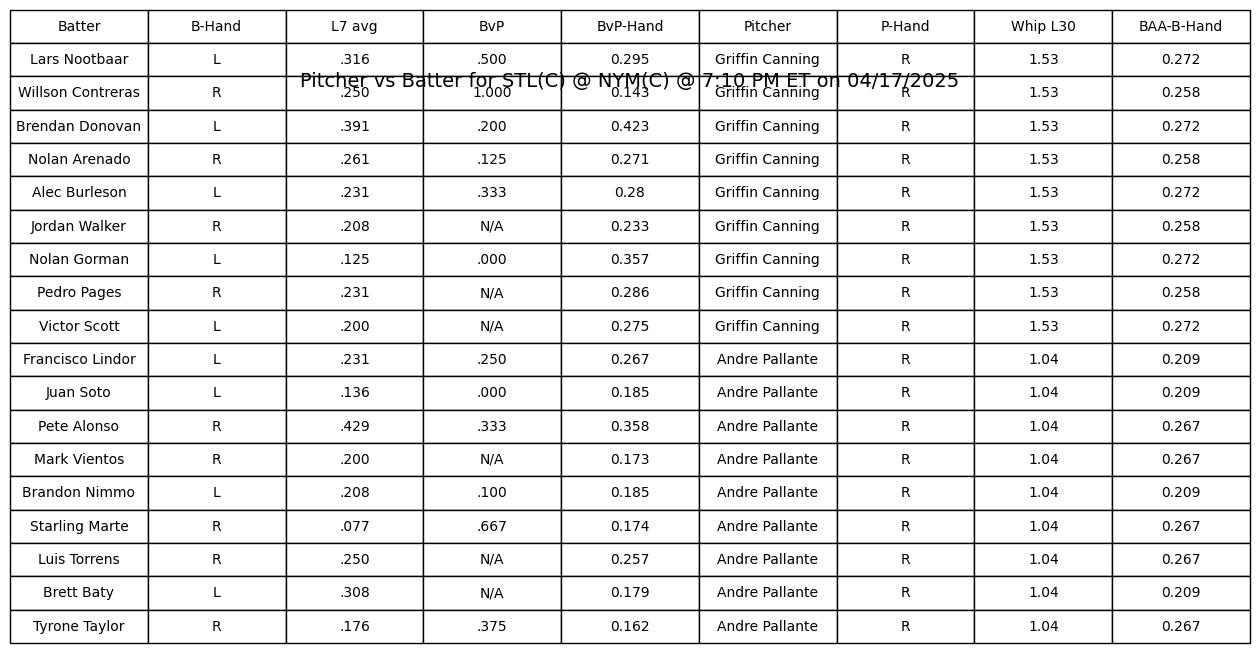 Batter B-Hand L7 avg BvP BvP-Hand Pitcher P-Hand Whip L30 BAA-B-Hand
Lars Nootbaar L .316 .500 0.295 Griffin Canning R 1.53 0.272
Pitcher vs Batter for STL(C) @ NYM(C) @ 7:10 PM ET on 04/17/2025
Willson Contreras R .250 1.000 0.143 Griffin Canning R 1.53 0.258
Brendan Donovan L .391 .200 0.423 Griffin Canning R 1.53 0.272
Nolan Arenado R .261 .125 0.271 Griffin Canning R 1.53 0.258
Alec Burleson L .231 .333 0.28 Griffin Canning R 1.53 0.272
Jordan Walker R .208 N/A 0.233 Griffin Canning R 1.53 0.258
Nolan Gorman L .125 .000 0.357 Griffin Canning R 1.53 0.272
Pedro Pages R .231 N/A 0.286 Griffin Canning R 1.53 0.258
Victor Scott L .200 N/A 0.275 Griffin Canning R 1.53 0.272
Francisco Lindor L .231 .250 0.267 Andre Pallante R 1.04 0.209
Juan Soto L .136 .000 0.185 Andre Pallante R 1.04 0.209
Pete Alonso R .429 .333 0.358 Andre Pallante R 1.04 0.267
Mark Vientos R .200 N/A 0.173 Andre Pallante R 1.04 0.267
Brandon Nimmo L .208 .100 0.185 Andre Pallante R 1.04 0.209
Starling Marte R .077 .667 0.174 Andre Pallante R 1.04 0.267
Luis Torrens R .250 N/A 0.257 Andre Pallante R 1.04 0.267
Brett Baty L .308 N/A 0.179 Andre Pallante R 1.04 0.209
Tyrone Taylor R .176 .375 0.162 Andre Pallante R 1.04 0.267